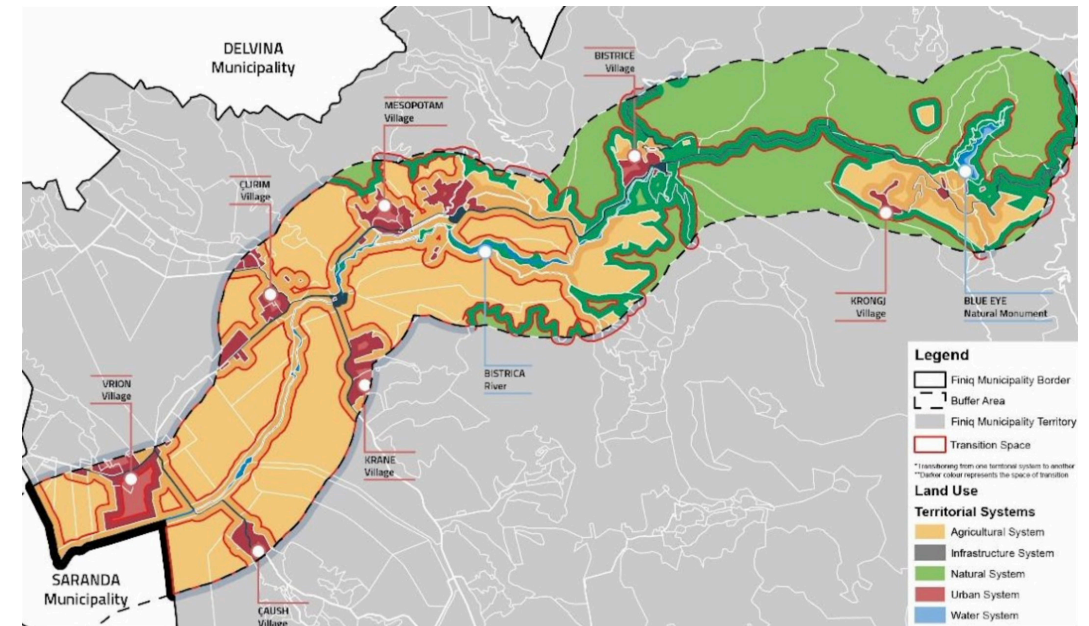 DELVINA
Municipality
BISTRICE
Village
MESOPOTAM
Village
CLIRIM
Village
VRION
Village
KRANE
Village
BISTRICA
River
KRONGJ
Village
BLUE EYE
Natural Monument
SARANDA
Municipality
ÇAUSH
Village
Legend
Finiq Municipality Border
Buffer Area
Finiq Municipality Territory
Transition Space
*Transitioning from one territorial system to another
**Darker colour represents the space of transition
Land Use
Territorial Systems
Agricultural System
Infrastructure System
Natural System
Urban System
Water System